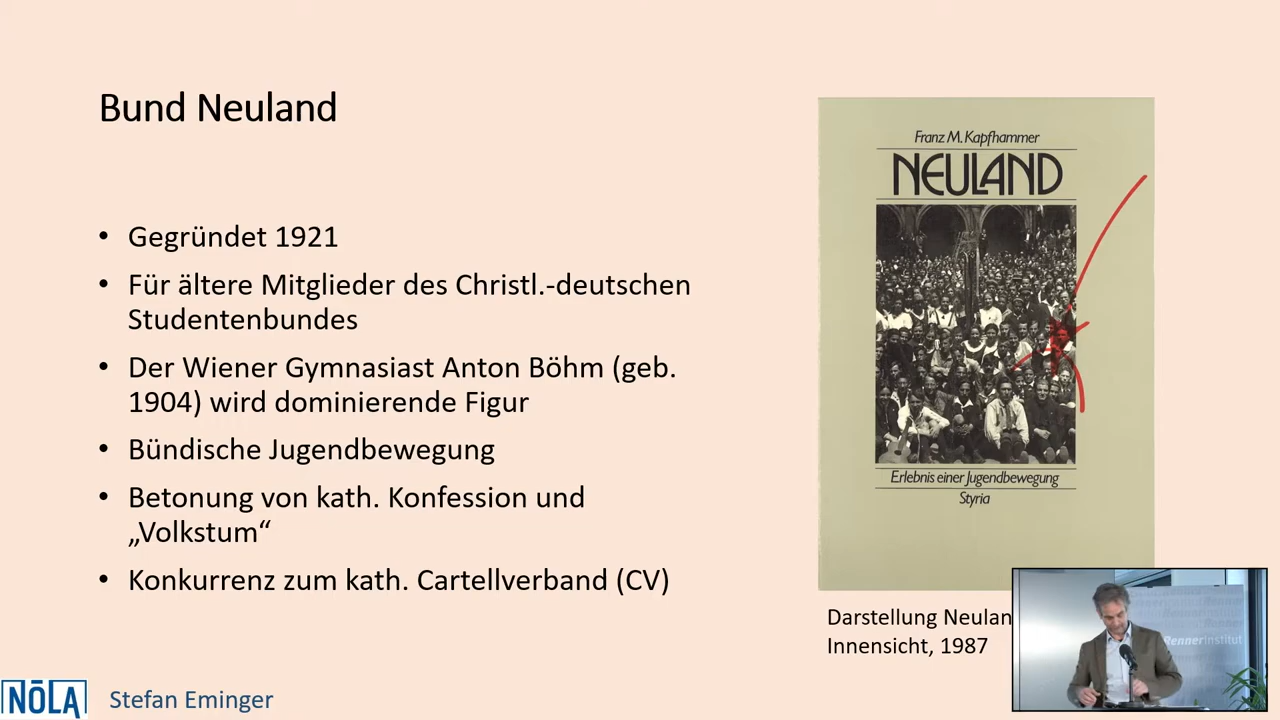 Bund Neuland
• Gegründet 1921
• Für ältere Mitglieder des Christl.-deutschen
Studentenbundes
• Der Wiener Gymnasiast Anton Böhm (geb.
1904) wird dominierende Figur
• Bündische Jugendbewegung
• Betonung von kath. Konfession und
„Volkstum“
• Konkurrenz zum kath. Cartellverband (CV)
Franz M. Kapfhammer
NEULAND
Erlebnis einer Jugendbewegung
Styria
Darstellung Neulan
Innensicht, 1987
RennerInstitut
NÖLA
Stefan Eminger